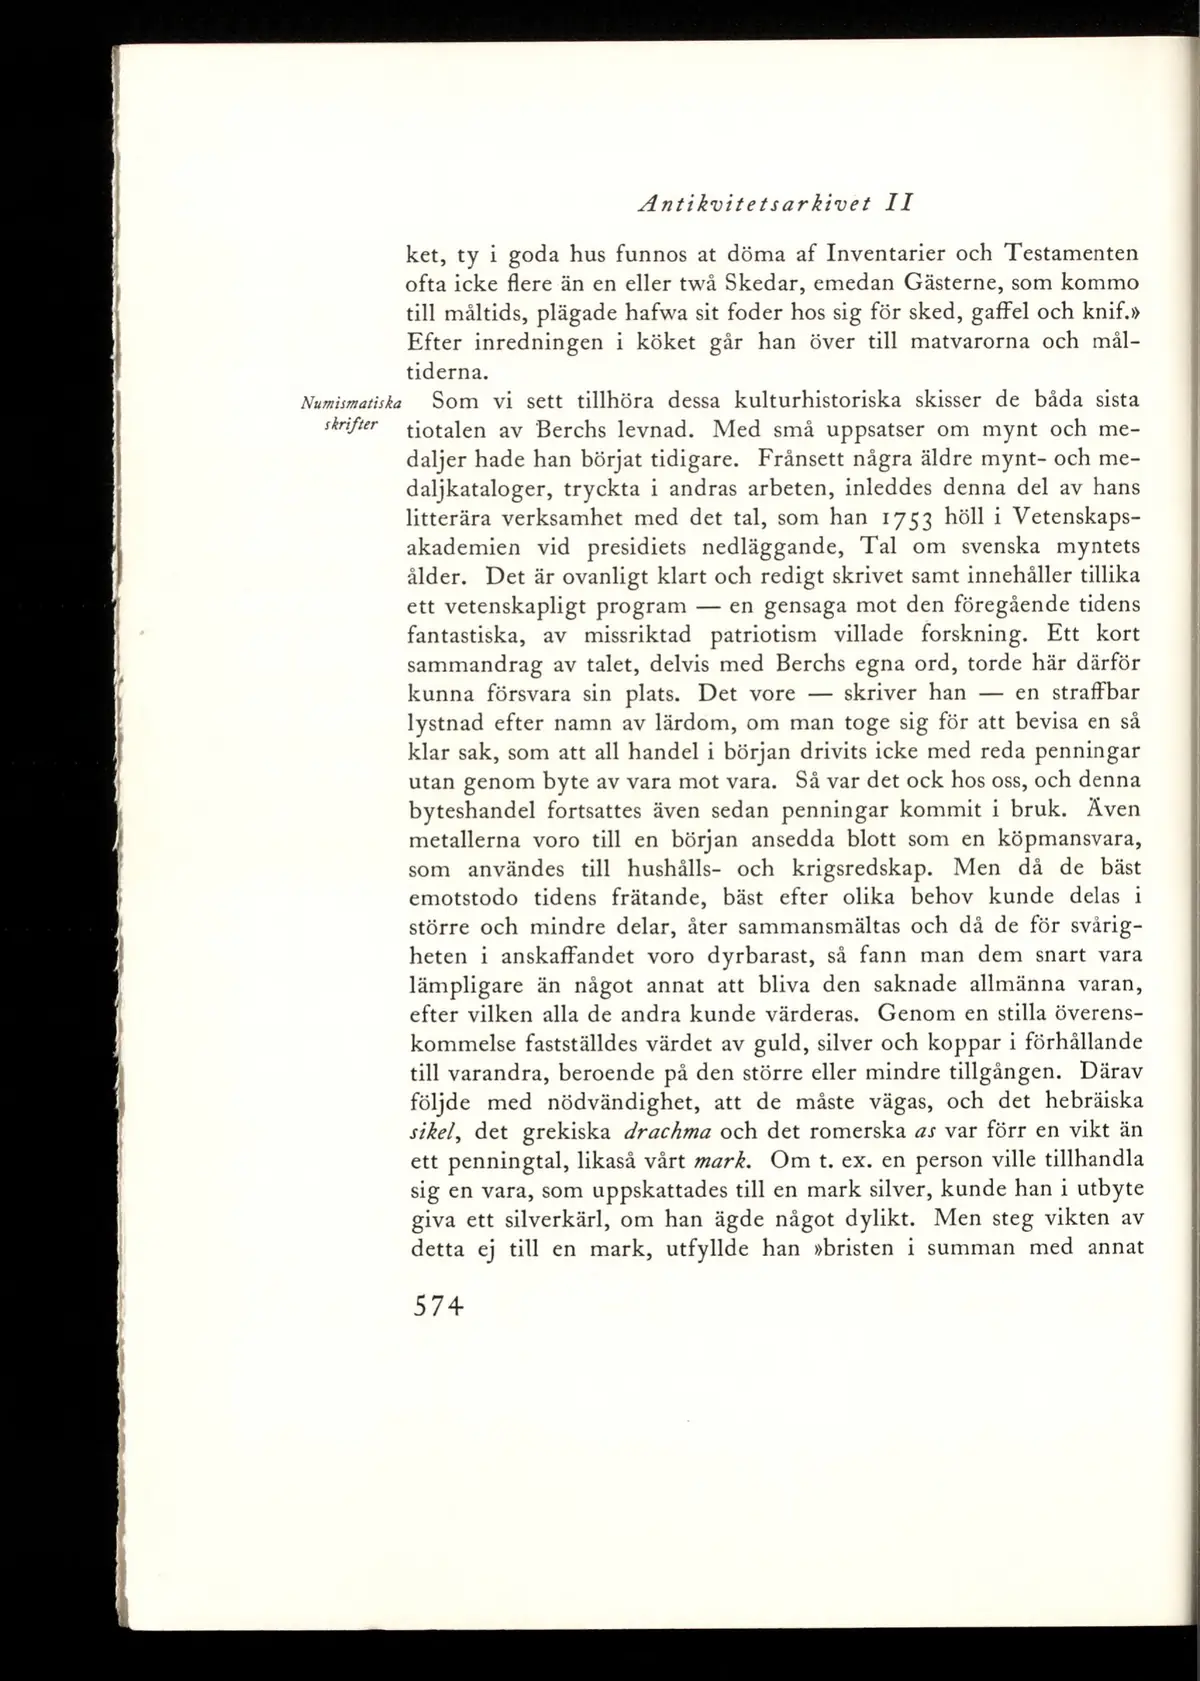 Antikvitetsarkivet II
ket, ty i goda hus funnos at döma af Inventarier och Testamenten
ofta icke flere än en eller twå Skedar, emedan Gästerne, som kommo
till måltids, plägade hafwa sit foder hos sig för sked, gaffel och knif.»
Efter inredningen i köket går han över till matvarorna och mål-
tiderna.
Numismatiska
skrifter
Som vi sett tillhöra dessa kulturhistoriska skisser de båda sista
tiotalen av Berchs levnad. Med små uppsatser om mynt och me-
daljer hade han börjat tidigare. Frånsett några äldre mynt- och me-
daljkataloger, tryckta i andras arbeten, inleddes denna del av hans
litterära verksamhet med det tal, som han 1753 höll i Vetenskaps-
akademien vid presidiets nedläggande, Tal om svenska myntets
ålder. Det är ovanligt klart och redigt skrivet samt innehåller tillika
ett vetenskapligt program — en gensaga mot den föregående tidens
fantastiska, av missriktad patriotism villade forskning. Ett kort
sammandrag av talet, delvis med Berchs egna ord, torde här därför
kunna försvara sin plats. Det vore — skriver han — en straffbar
lystnad efter namn av lärdom, om man toge sig för att bevisa en så
klar sak, som att all handel i början drivits icke med reda penningar
utan genom byte av vara mot vara. Så var det ock hos oss, och denna
byteshandel fortsattes även sedan penningar kommit i bruk. Även
metallerna voro till en början ansedda blott som en köpmansvara,
som användes till hushålls- och krigsredskap. Men då de bäst
emotstodo tidens frätande, bäst efter olika behov kunde delas i
större och mindre delar, åter sammansmältas och då de för svårig-
heten i anskaffandet voro dyrbarast, så fann man dem snart vara
lämpligare än något annat att bliva den saknade allmänna varan,
efter vilken alla de andra kunde värderas. Genom en stilla överens-
kommelse fastställdes värdet av guld, silver och koppar i förhållande
till varandra, beroende på den större eller mindre tillgången. Därav
följde med nödvändighet, att de måste vägas, och det hebräiska
sikel, det grekiska drachma och det romerska as var förr en vikt än
ett penningtal, likaså vårt mark. Om t. ex. en person ville tillhandla
sig en vara, som uppskattades till en mark silver, kunde han i utbyte
giva ett silverkärl, om han ägde något dylikt. Men steg vikten av
detta ej till en mark, utfyllde han »bristen i summan med annat
574